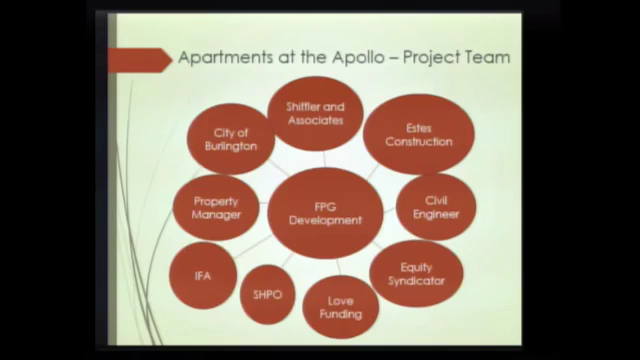 Apartments at the Apollo – Project Team
Shiffler and
Associates
Estes
Construction
City of
Burlington
Property
Manager
FPG
Development
Civil
Engineer
IFA
SHPO
Love
Funding
Equity
Syndicator